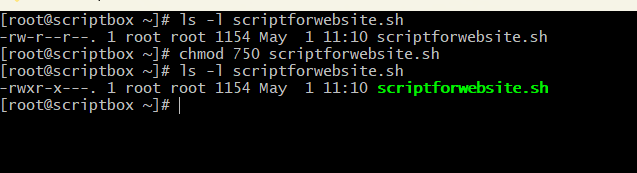 [root@scriptbox ~]# ls -l scriptforwebsite.sh
-rw-r--r--. 1 root root 1154 May  1 11:10 scriptforwebsite.sh
[root@scriptbox ~]# chmod 750 scriptforwebsite.sh
[root@scriptbox ~]# ls -l scriptforwebsite.sh
-rwxr-x---. 1 root root 1154 May  1 11:10 scriptforwebsite.sh
[root@scriptbox ~]#